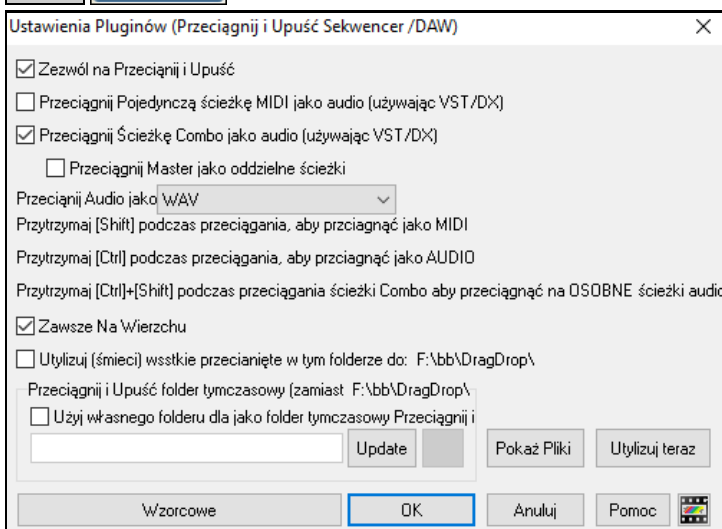 Ustawienia Pluginów (Przeciągnij i Upuść Sekwencer /DAW)
Zezwól na Przecianij i Upuść
Przeciągnij Pojedynczą ścieżkę MIDI jako audio (używając VST/DX)
Przeciągnij Ścieżkę Combo jako audio (używając VST/DX)
Przeciągnij Master jako oddzielne ścieżki
Przecianij Audio jako WAV
Przytrzymaj [Shift] podczas przeciągania, aby przciagnąć jako MIDI
Przytrzymaj [Ctrl] podczas przeciągania, aby przciagnąć jako AUDIO
Przytrzymaj [Ctrl]+[Shift] podczas przeciągania ścieżki Combo aby przeciągnąć na OSOBNE ścieżki audio
Zawsze Na Wierzchu
Utylizuj (śmieci) wsstkie przecianięte w tym folderze do: F:\bb\DragDrop\
Przeciągnij i Upuść folder tymczasowy (zamiast F:\bb\DragDrop\
Użyj własnego folderu dla jako folder tymczasowy Przeciągnij i
Update Pokaż Pliki Utylizuj teraz
Wzorcowe OK Anuluj Pomoc